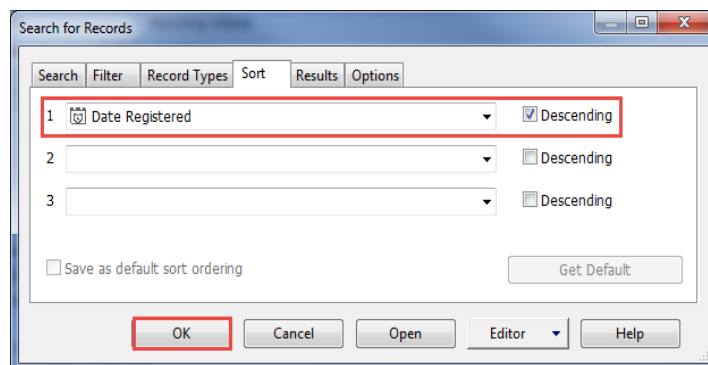 Search for Records
Search Filter Record Types Sort Results Options
1 Date Registered Descending
2 Descending
3 Descending
Save as default sort ordering Get Default
OK Cancel Open Editor Help